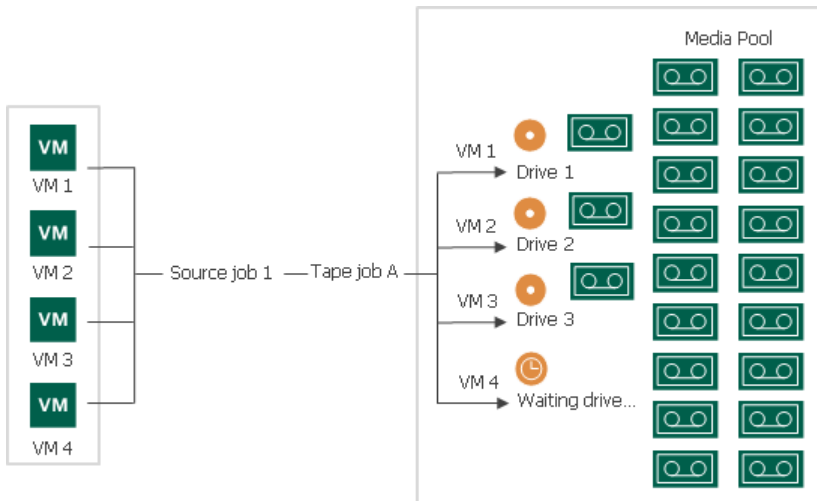 Media Pool
VM
VM 1
VM
VM 2
VM
VM 3
VM
VM 4
Source job 1
Tape job A
VM 1
Drive 1
VM 2
Drive 2
VM 3
Drive 3
VM 4
Waiting drive...